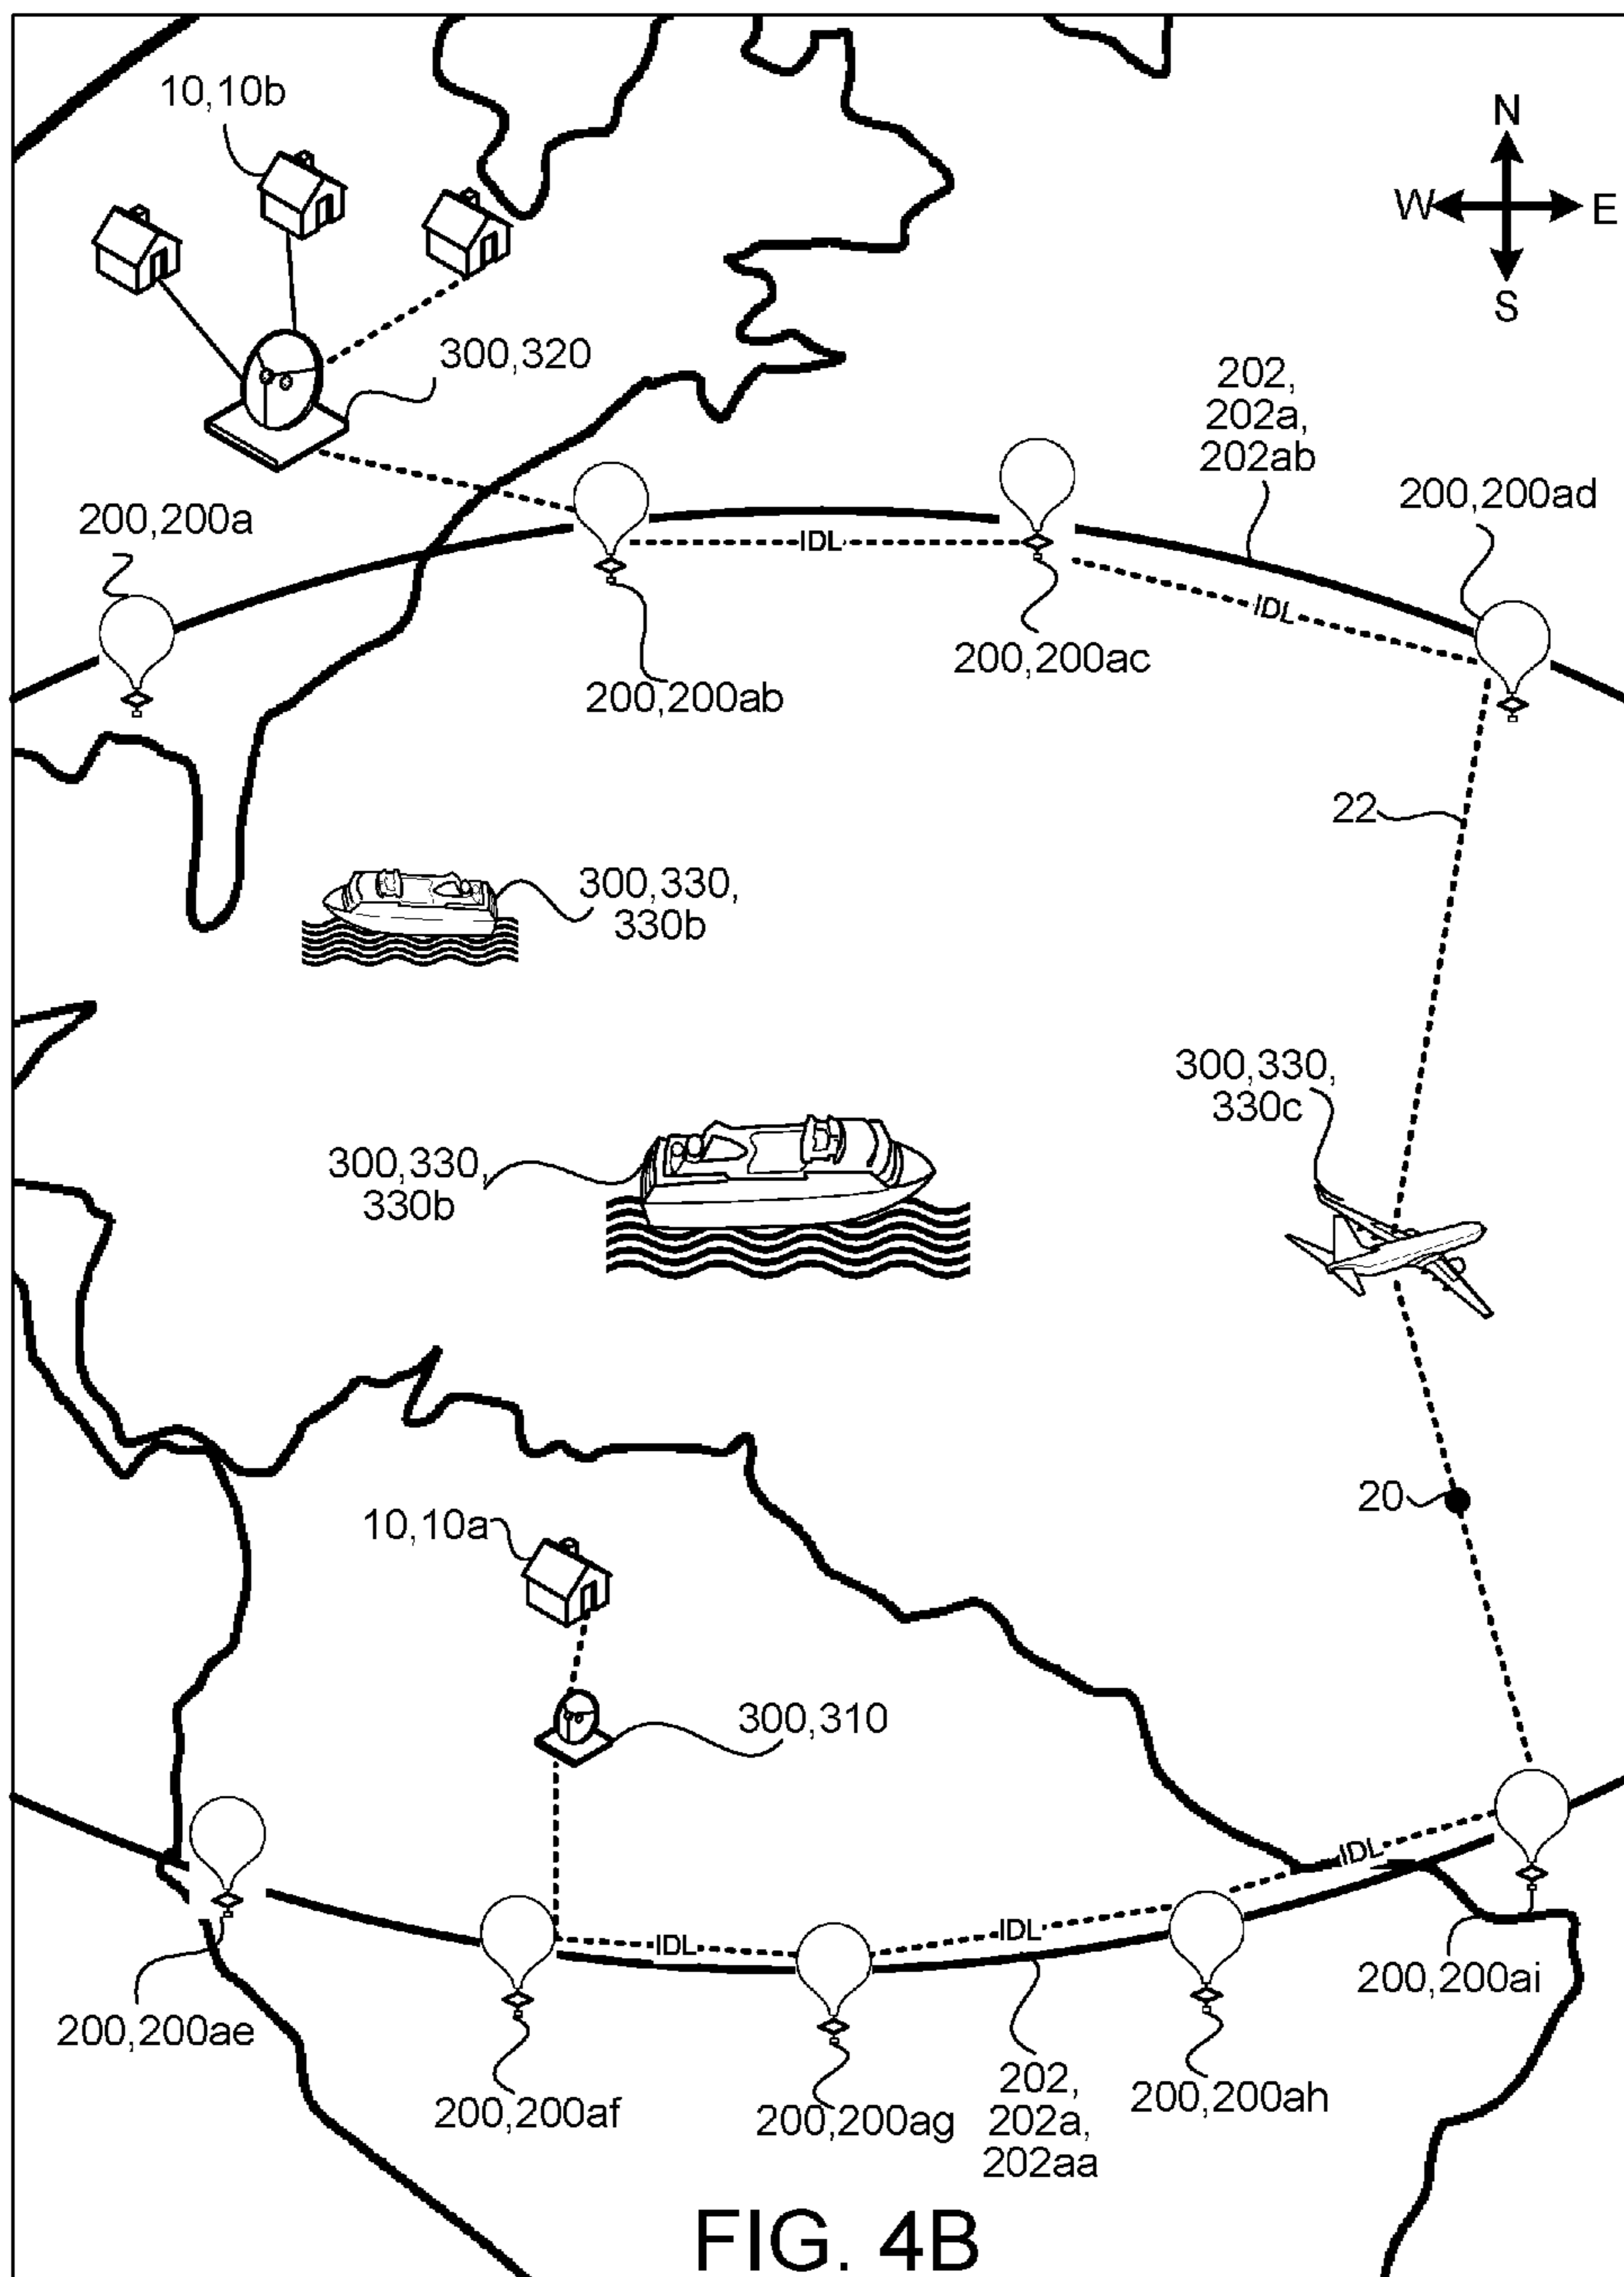 10,10b
N
W
E
S
300,320
202,
202a,
202ab
200,200a
200,200ad
IDL
IDL
200,200ab
200,200ac
22
300,330,
330b
300,330,
330c
300,330,
330b
20
10,10a
300,310
IDL
IDL
IDL
200,200ae
200,200ai
200,200af
200,200ag
202,
202a,
202aa
200,200ah
FIG. 4B